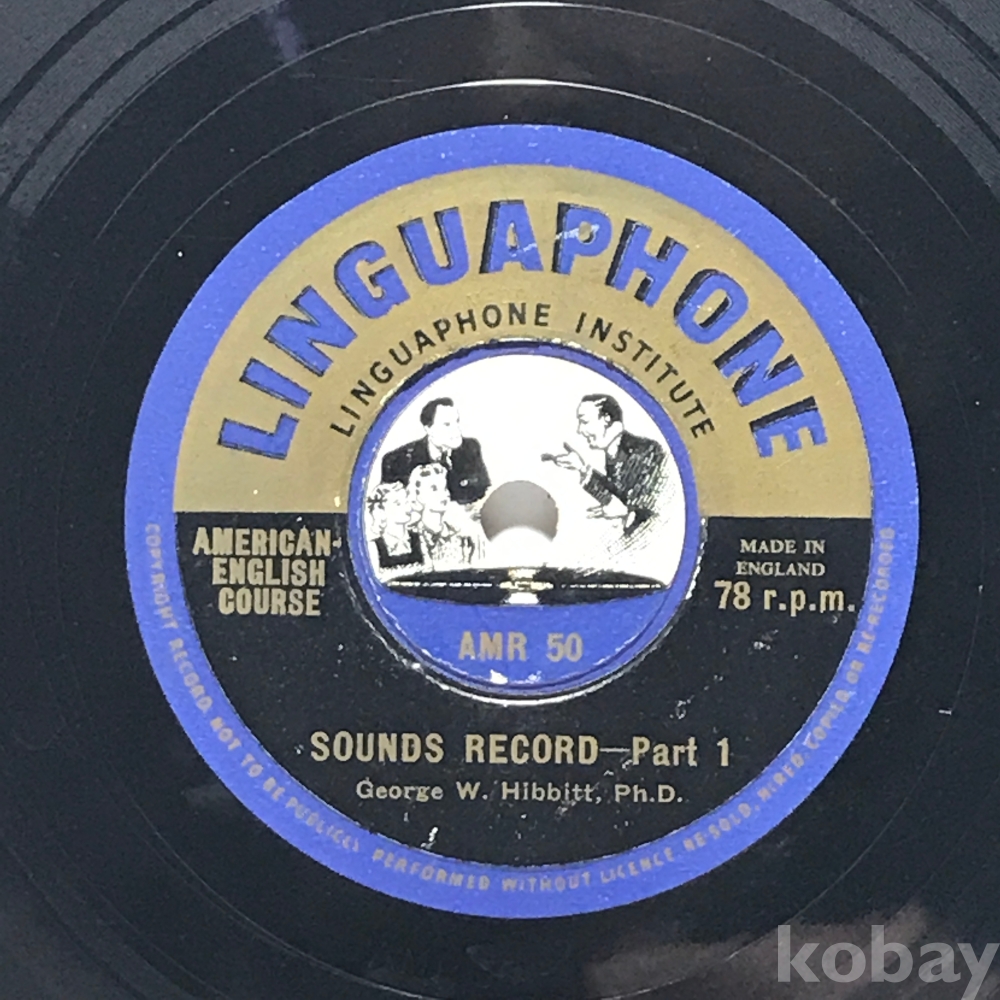 LINGUAPHONE
LINGUAPHONE INSTITUTE
AMERICAN-
ENGLISH
COURSE
MADE IN
ENGLAND
78 r.p.m.
AMR 50
SOUNDS RECORD—Part 1
George W. Hibbitt, Ph.D.
COPYRIGHT RECORD. NOT TO BE PUBLICLY PERFORMED WITHOUT LICENCE RE-SOLD, HIRED, COPIED OR RE-RECORDED
kobay